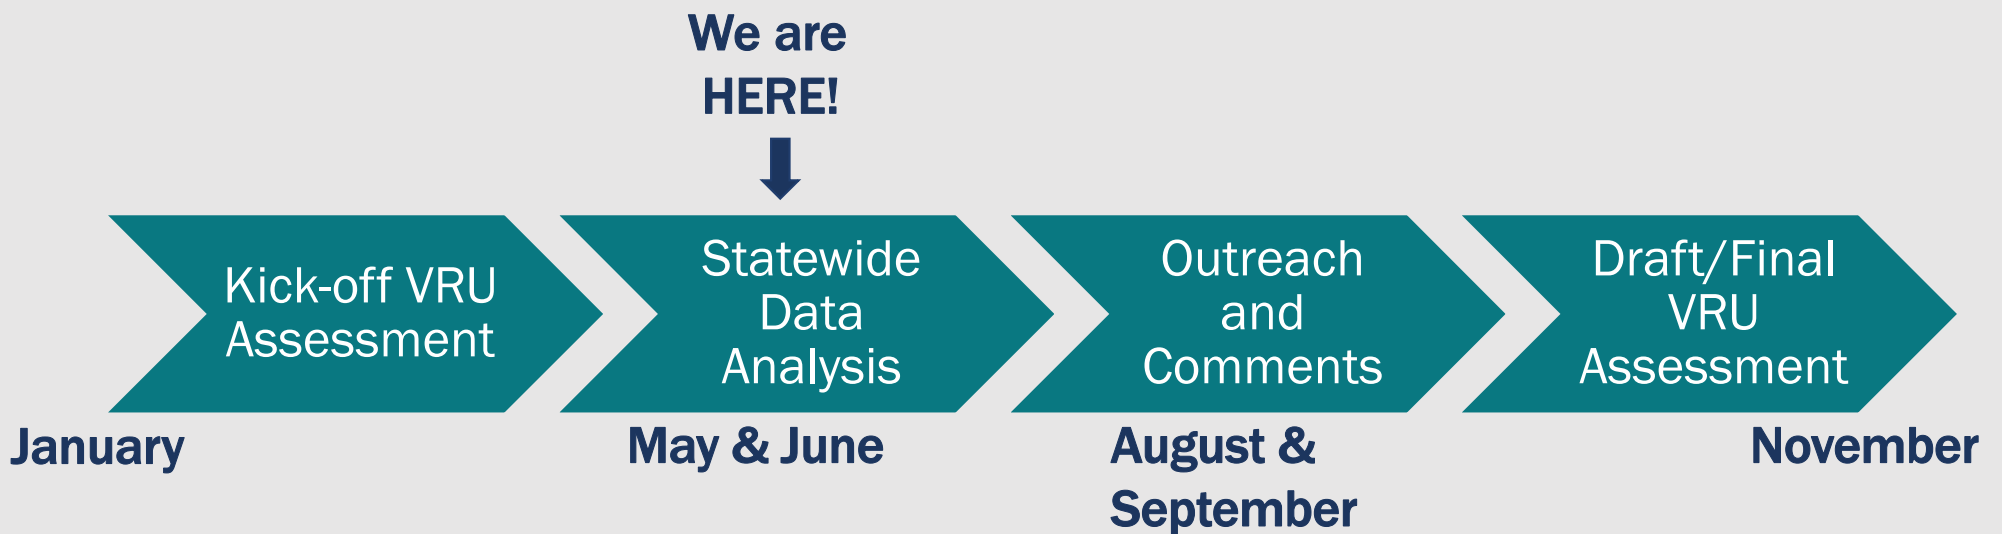 We are
HERE!
Kick-off VRU
Assessment
Statewide
Data
Analysis
Outreach
and
Comments
Draft/Final
VRU
Assessment
January
May & June
August &
September
November